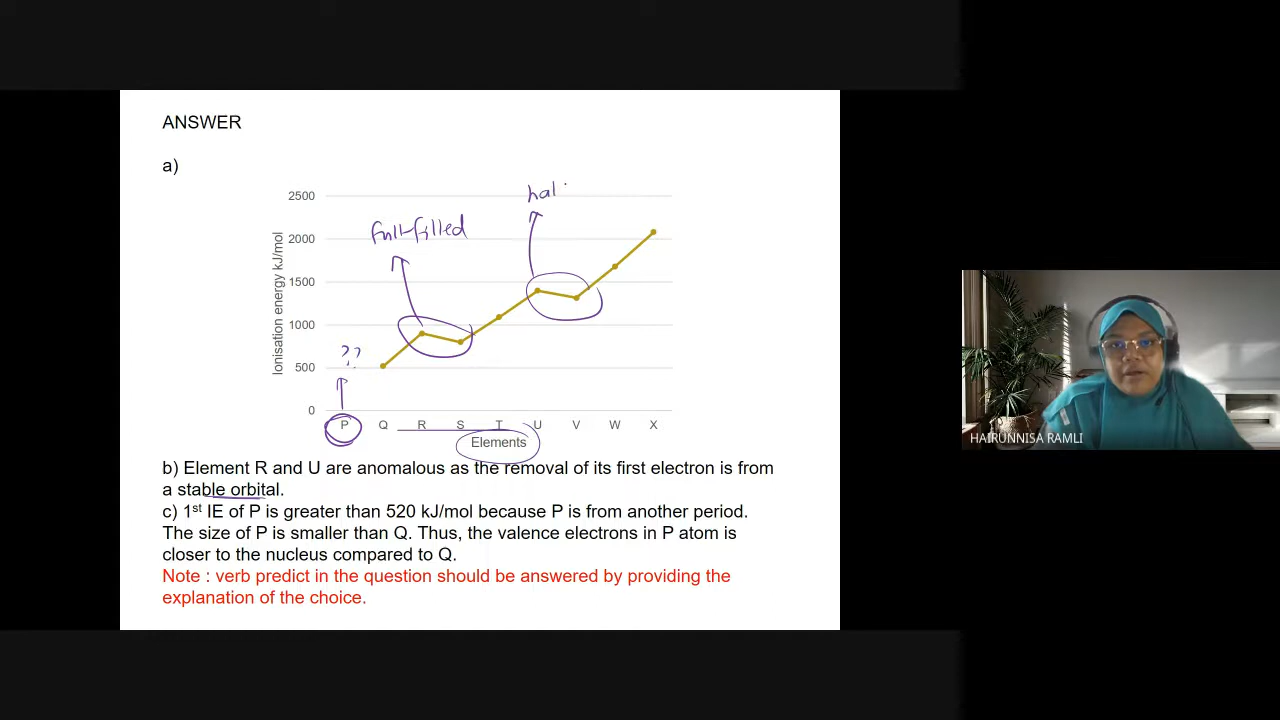 ANSWER
a)
hal
2500
full-filled
2000
Ionisation energy kJ/mol
1500
1000
??
500
0
P Q R S T U V W X
Elements
b) Element R and U are anomalous as the removal of its first electron is from
a stable orbital.
c) 1st IE of P is greater than 520 kJ/mol because P is from another period.
The size of P is smaller than Q. Thus, the valence electrons in P atom is
closer to the nucleus compared to Q.
Note : verb predict in the question should be answered by providing the
explanation of the choice.
HAIRUNNISA RAMLI